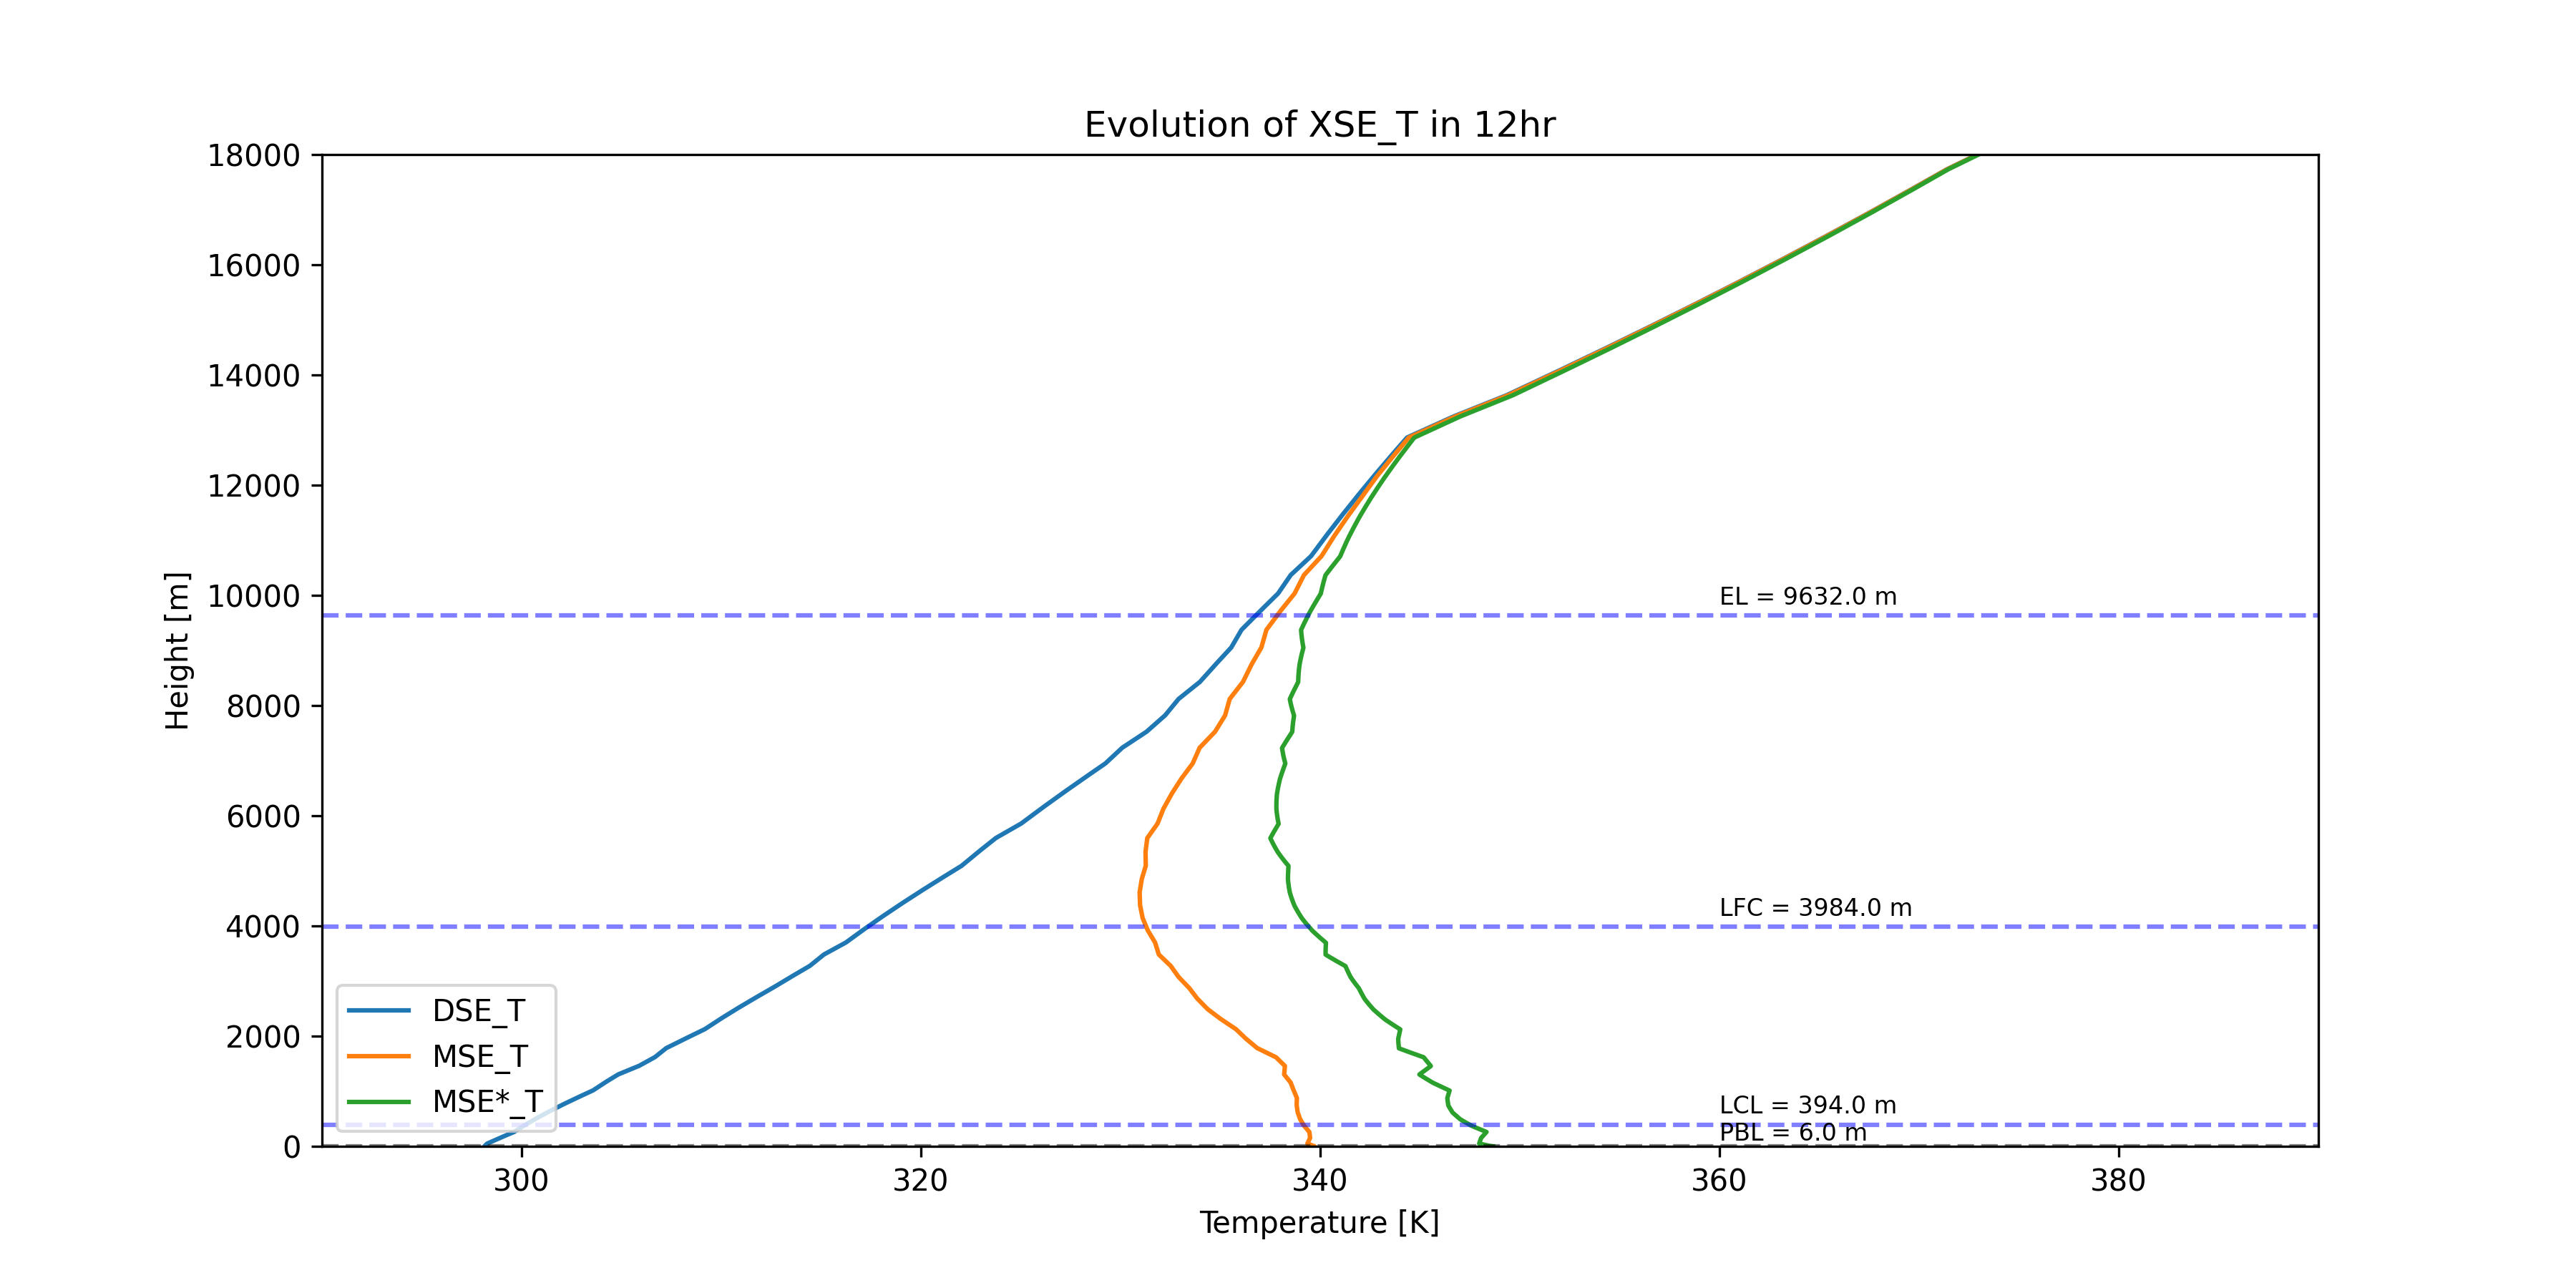 Evolution of XSE_T in 12hr
18000
16000
14000
12000
10000
8000
6000
4000
2000
0
Height [m]
EL = 9632.0 m
LFC = 3984.0 m
LCL = 394.0 m
PBL = 6.0 m
DSE_T
MSE_T
MSE*_T
300
320
340
360
380
Temperature [K]